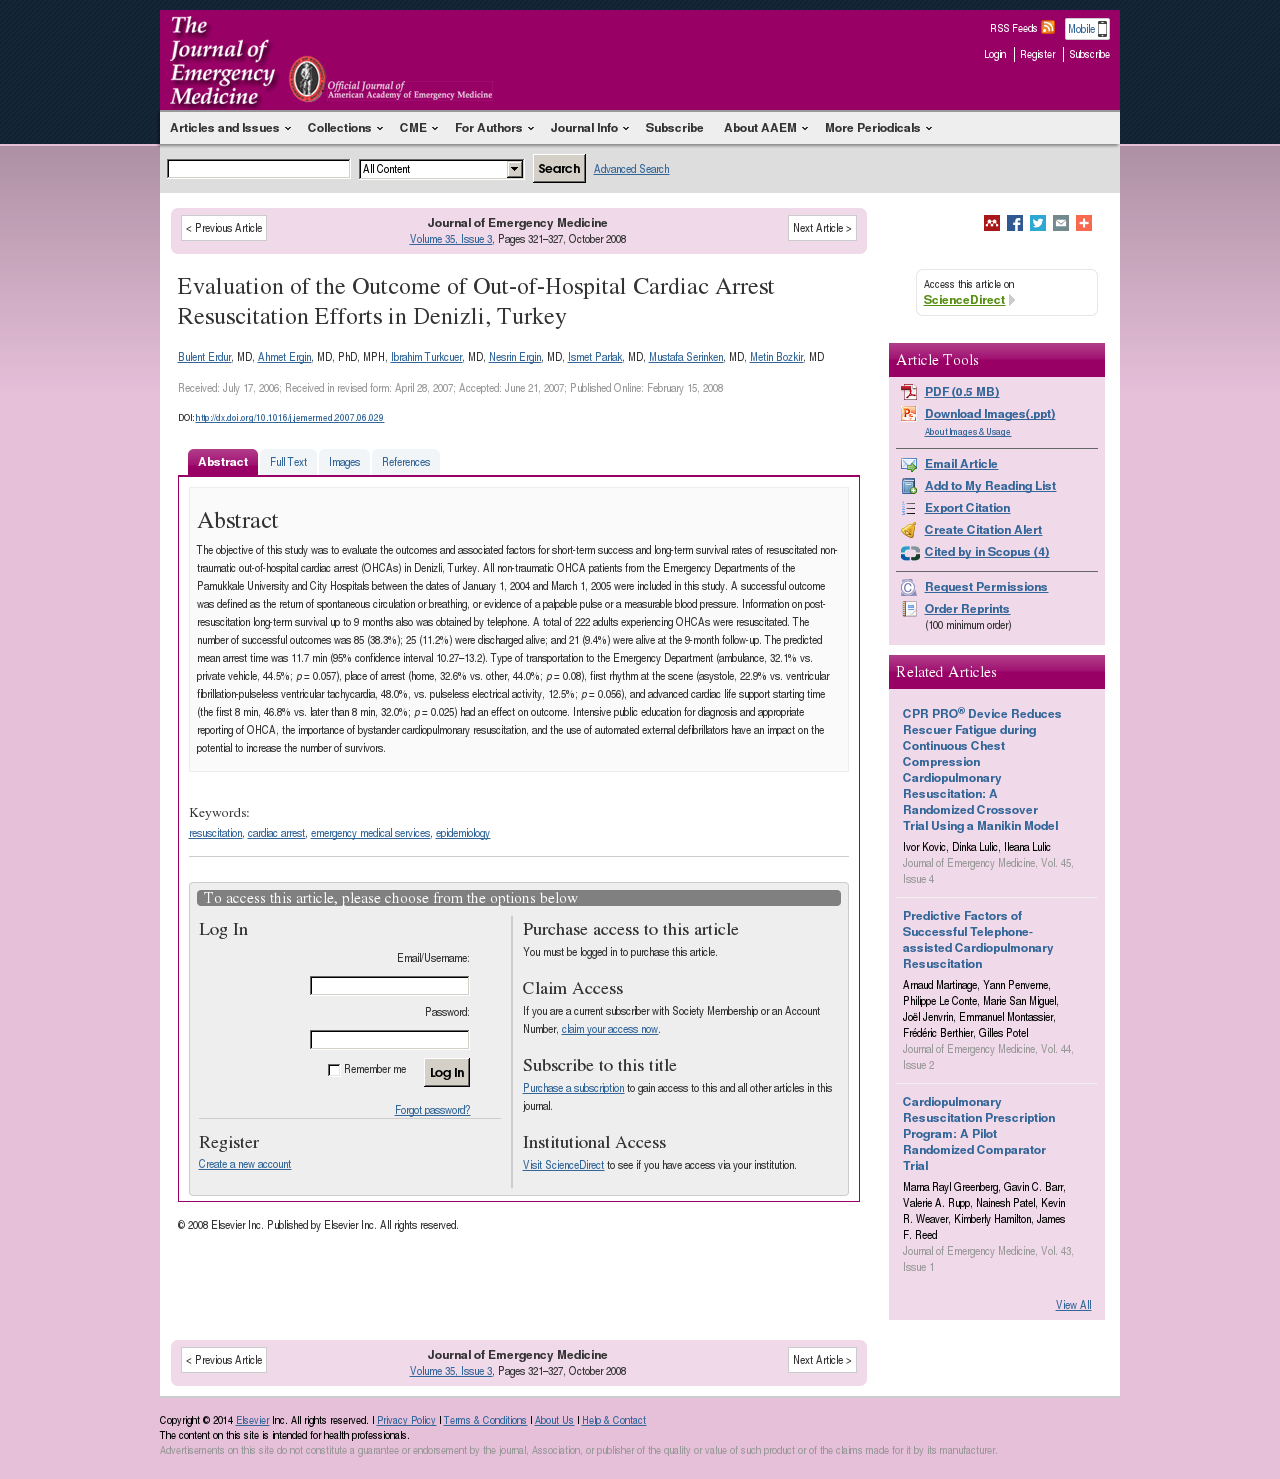 The
Journal of
Emergency
Medicine
Official Journal of
American Academy of Emergency Medicine
RSS Feeds
Mobile
Login | Register | Subscribe
Articles and Issues Collections CME For Authors Journal Info Subscribe About AAEM More Periodicals
All Content Search Advanced Search
< Previous Article
Journal of Emergency Medicine
Volume 35, Issue 3, Pages 321–327, October 2008
Next Article >
Evaluation of the Outcome of Out-of-Hospital Cardiac Arrest
Resuscitation Efforts in Denizli, Turkey
Bulent Erdur, MD, Ahmet Ergin, MD, PhD, MPH, Ibrahim Turkcuer, MD, Nesrin Ergin, MD, Ismet Parlak, MD, Mustafa Serinken, MD, Metin Bozkir, MD
Received: July 17, 2006; Received in revised form: April 28, 2007; Accepted: June 21, 2007; Published Online: February 15, 2008
DOI: http://dx.doi.org/10.1016/j.jemermed.2007.06.029
Abstract Full Text Images References
Abstract
The objective of this study was to evaluate the outcomes and associated factors for short-term success and long-term survival rates of resuscitated non-
traumatic out-of-hospital cardiac arrest (OHCAs) in Denizli, Turkey. All non-traumatic OHCA patients from the Emergency Departments of the
Pamukkale University and City Hospitals between the dates of January 1, 2004 and March 1, 2005 were included in this study. A successful outcome
was defined as the return of spontaneous circulation or breathing, or evidence of a palpable pulse or a measurable blood pressure. Information on post-
resuscitation long-term survival up to 9 months also was obtained by telephone. A total of 222 adults experiencing OHCAs were resuscitated. The
number of successful outcomes was 85 (38.3%); 25 (11.2%) were discharged alive; and 21 (9.4%) were alive at the 9-month follow-up. The predicted
mean arrest time was 11.7 min (95% confidence interval 10.27–13.2). Type of transportation to the Emergency Department (ambulance, 32.1% vs.
private vehicle, 44.5%; p = 0.057), place of arrest (home, 32.6% vs. other, 44.0%; p = 0.08), first rhythm at the scene (asystole, 22.9% vs. ventricular
fibrillation-pulseless ventricular tachycardia, 48.0%, vs. pulseless electrical activity, 12.5%; p = 0.056), and advanced cardiac life support starting time
(the first 8 min, 46.8% vs. later than 8 min, 32.0%; p = 0.025) had an effect on outcome. Intensive public education for diagnosis and appropriate
reporting of OHCA, the importance of bystander cardiopulmonary resuscitation, and the use of automated external defibrillators have an impact on the
potential to increase the number of survivors.
Keywords:
resuscitation, cardiac arrest, emergency medical services, epidemiology
To access this article, please choose from the options below
Log In
Email/Username:
Password:
Remember me Log In
Forgot password?
Register
Create a new account
Purchase access to this article
You must be logged in to purchase this article.
Claim Access
If you are a current subscriber with Society Membership or an Account
Number, claim your access now.
Subscribe to this title
Purchase a subscription to gain access to this and all other articles in this
journal.
Institutional Access
Visit ScienceDirect to see if you have access via your institution.
© 2008 Elsevier Inc. Published by Elsevier Inc. All rights reserved.
Access this article on
ScienceDirect
Article Tools
PDF (0.5 MB)
Download Images(.ppt)
About Images & Usage
Email Article
Add to My Reading List
Export Citation
Create Citation Alert
Cited by in Scopus (4)
Request Permissions
Order Reprints
(100 minimum order)
Related Articles
CPR PRO® Device Reduces
Rescuer Fatigue during
Continuous Chest
Compression
Cardiopulmonary
Resuscitation: A
Randomized Crossover
Trial Using a Manikin Model
Ivor Kovic, Dinka Lulic, Ileana Lulic
Journal of Emergency Medicine, Vol. 45,
Issue 4
Predictive Factors of
Successful Telephone-
assisted Cardiopulmonary
Resuscitation
Arnaud Martinage, Yann Penverne,
Philippe Le Conte, Marie San Miguel,
Joël Jenvrin, Emmanuel Montassier,
Frédéric Berthier, Gilles Potel
Journal of Emergency Medicine, Vol. 44,
Issue 2
Cardiopulmonary
Resuscitation Prescription
Program: A Pilot
Randomized Comparator
Trial
Marna Rayl Greenberg, Gavin C. Barr,
Valerie A. Rupp, Nainesh Patel, Kevin
R. Weaver, Kimberly Hamilton, James
F. Reed
Journal of Emergency Medicine, Vol. 43,
Issue 1
View All
< Previous Article
Journal of Emergency Medicine
Volume 35, Issue 3, Pages 321–327, October 2008
Next Article >
Copyright © 2014 Elsevier Inc. All rights reserved. | Privacy Policy | Terms & Conditions | About Us | Help & Contact
The content on this site is intended for health professionals.
Advertisements on this site do not constitute a guarantee or endorsement by the journal, Association, or publisher of the quality or value of such product or of the claims made for it by its manufacturer.